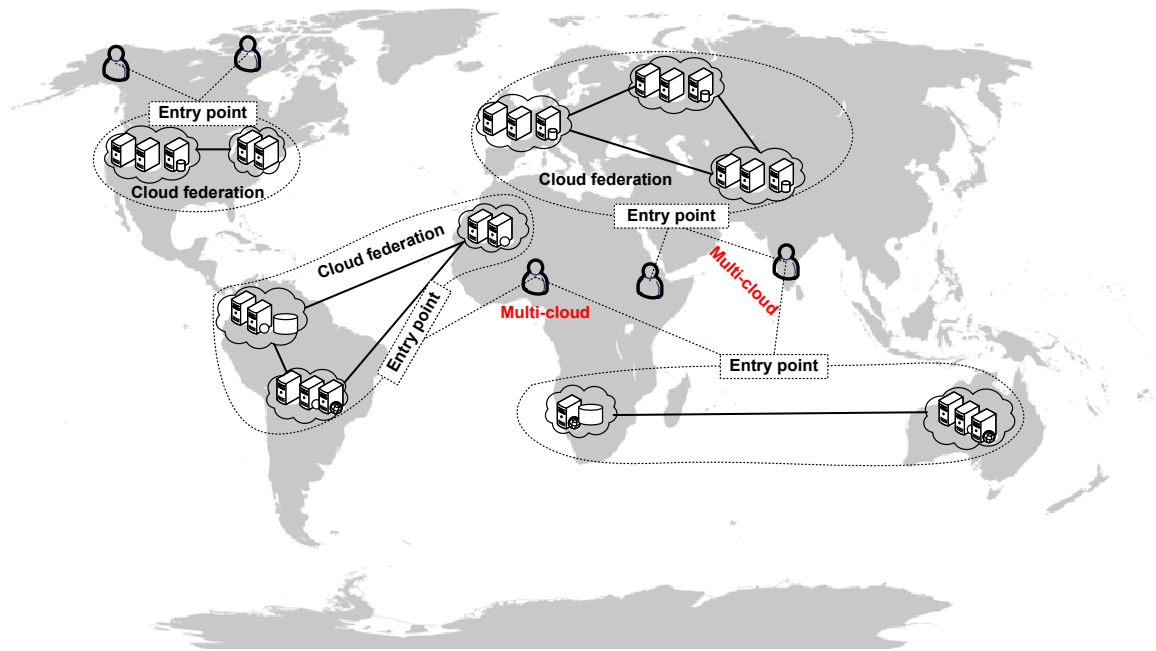 Entry point
Cloud federation
Cloud federation
Entry point
Cloud federation
Multi-cloud
Entry point
Multi-cloud
Entry point